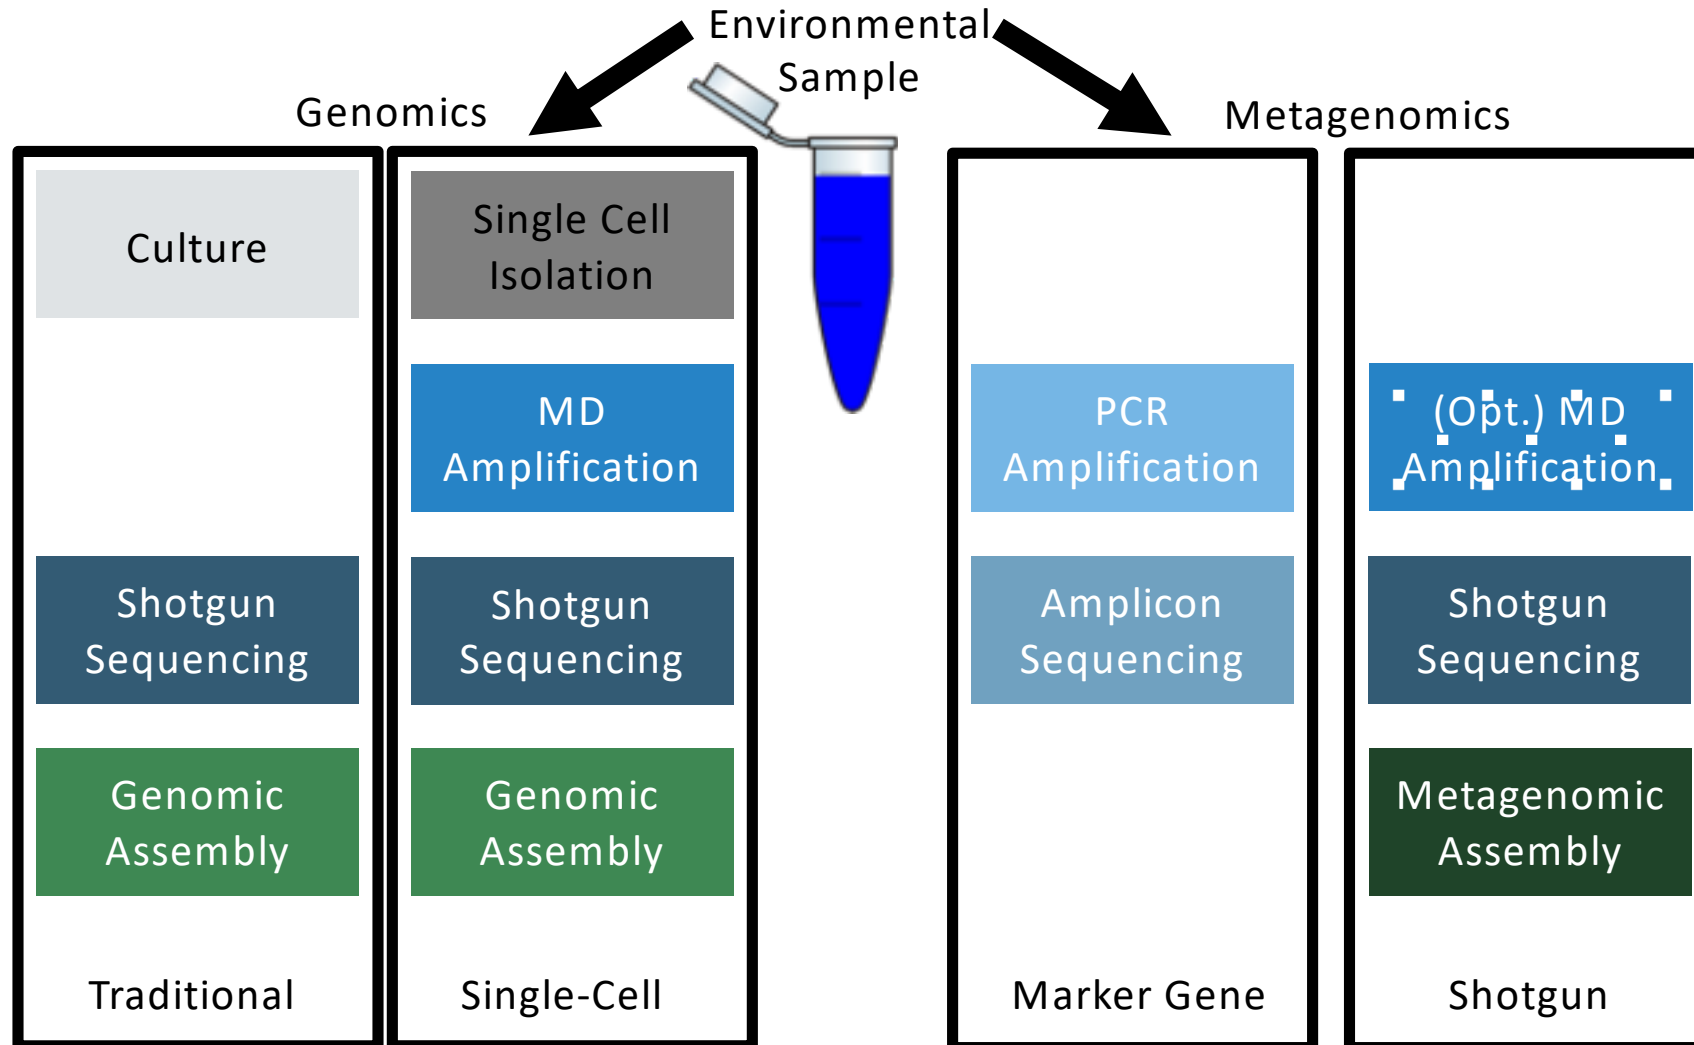 Environmental
Sample
Genomics
Metagenomics
Culture
Single Cell
Isolation
MD
Amplification
PCR
Amplification
(Opt.) MD
Amplification
Shotgun
Sequencing
Shotgun
Sequencing
Amplicon
Sequencing
Shotgun
Sequencing
Genomic
Assembly
Genomic
Assembly
Metagenomic
Assembly
Traditional
Single-Cell
Marker Gene
Shotgun